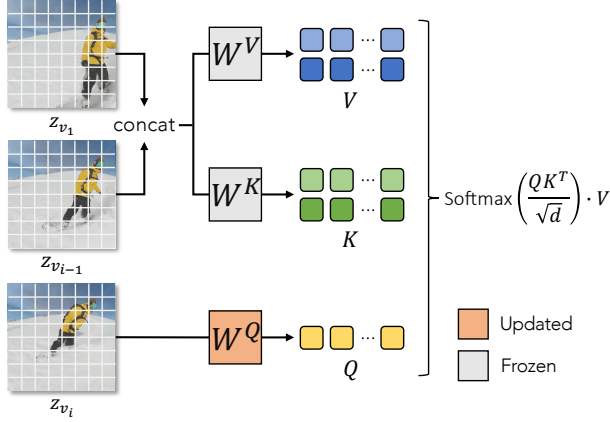 z_{v_1}
concat
W^V
··· 
V
z_{v_{i-1}}
W^K
···
K
Softmax (QK^T / √d) · V
z_{v_i}
W^Q
···
Q
Updated
Frozen